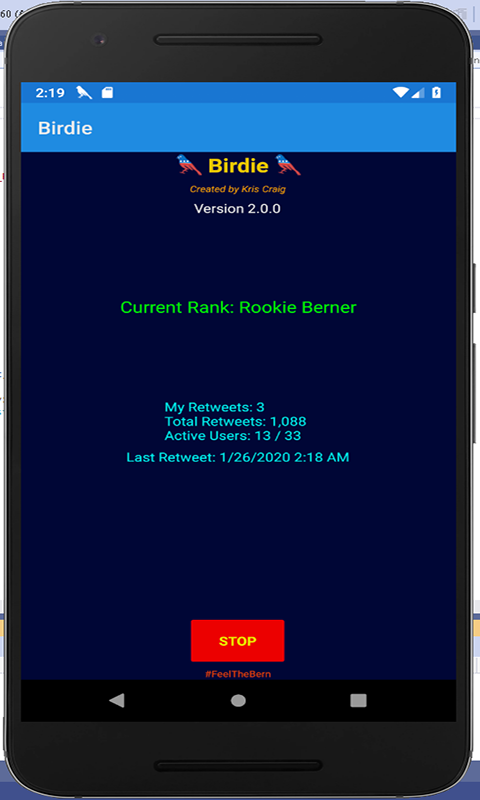 60 (A
2:19
Birdie
Birdie
Created by Kris Craig
Version 2.0.0
Current Rank: Rookie Berner
My Retweets: 3
Total Retweets: 1,088
Active Users: 13 / 33
Last Retweet: 1/26/2020 2:18 AM
STOP
#FeelTheBern